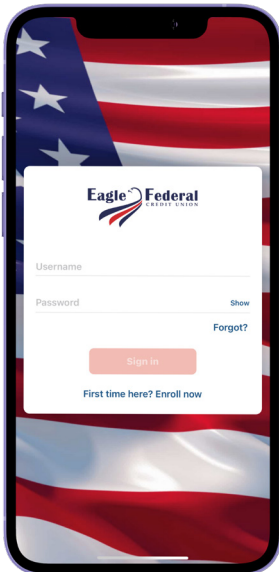 Eagle Federal
CREDIT UNION
Username
Password Show
Forgot?
Sign in
First time here? Enroll now